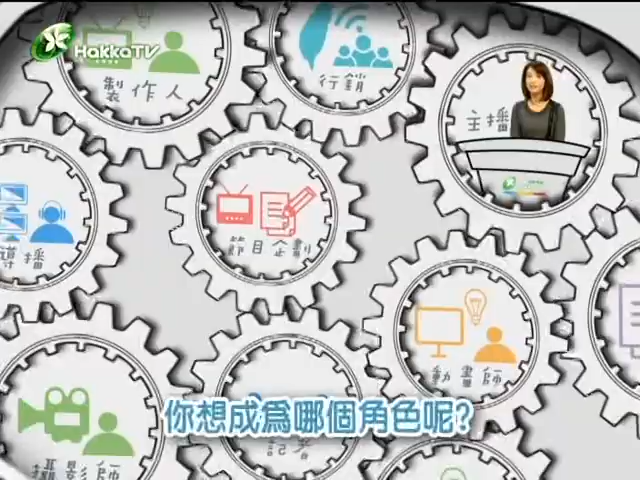 HakkaTV
製作人
行銷
主播
導播
節目企劃
動畫師
你想成為哪個角色呢?
記者
攝影師